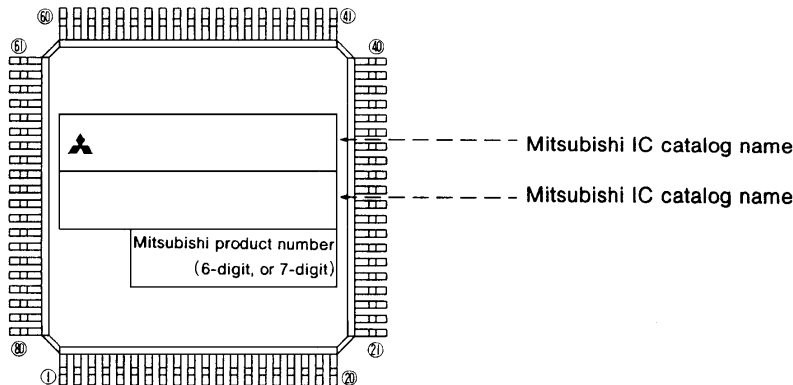 60 41
61 40
Mitsubishi IC catalog name
Mitsubishi IC catalog name
Mitsubishi product number
(6-digit, or 7-digit)
80 21
1 20